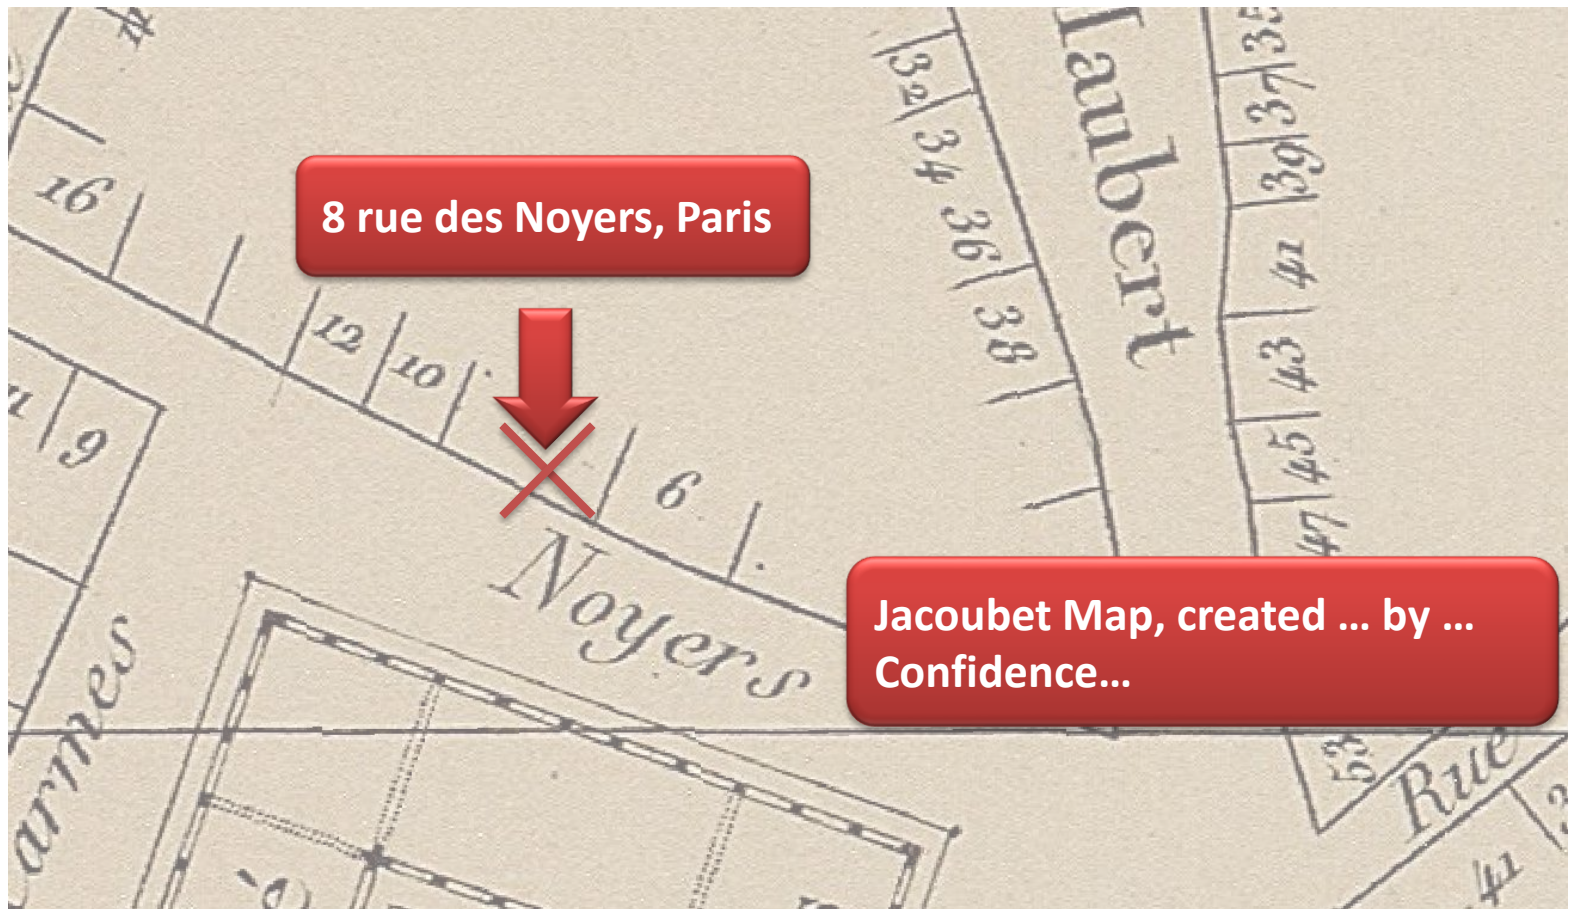 32
34
36
38
Maubert
35
37
39
41
43
45
47
53
16
8 rue des Noyers, Paris
12
10
6
9
Noyers
Jacoubet Map, created … by …
Confidence…
armes
Rue
41